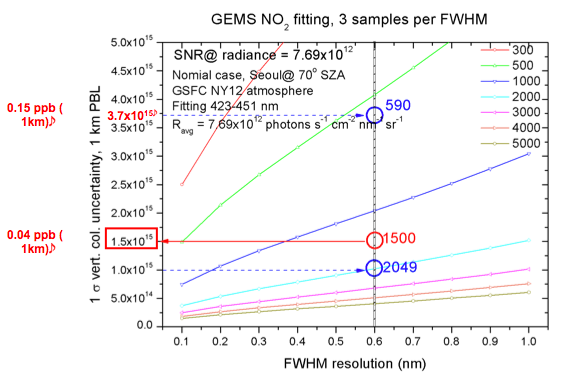 GEMS NO2 fitting, 3 samples per FWHM
SNR@ radiance = 7.69x10^12
Nomial case, Seoul@ 70° SZA
GSFC NY12 atmosphere
Fitting 423-451 nm
Ravg = 7.69x10^12 photons s^-1 cm^-2 nm^-1 sr^-1
300
500
1000
2000
3000
4000
5000
590
1500
2049
0.15 ppb (
1km)♪
0.04 ppb (
1km)♪
1 σ vert. col. uncertainty, 1 km PBL
5.0x10^15
4.5x10^15
4.0x10^15
3.7x10^15♪
3.5x10^15
3.0x10^15
2.5x10^15
2.0x10^15
1.5x10^15
1.0x10^15
5.0x10^14
0.0
0.1 0.2 0.3 0.4 0.5 0.6 0.7 0.8 0.9 1.0
FWHM resolution (nm)